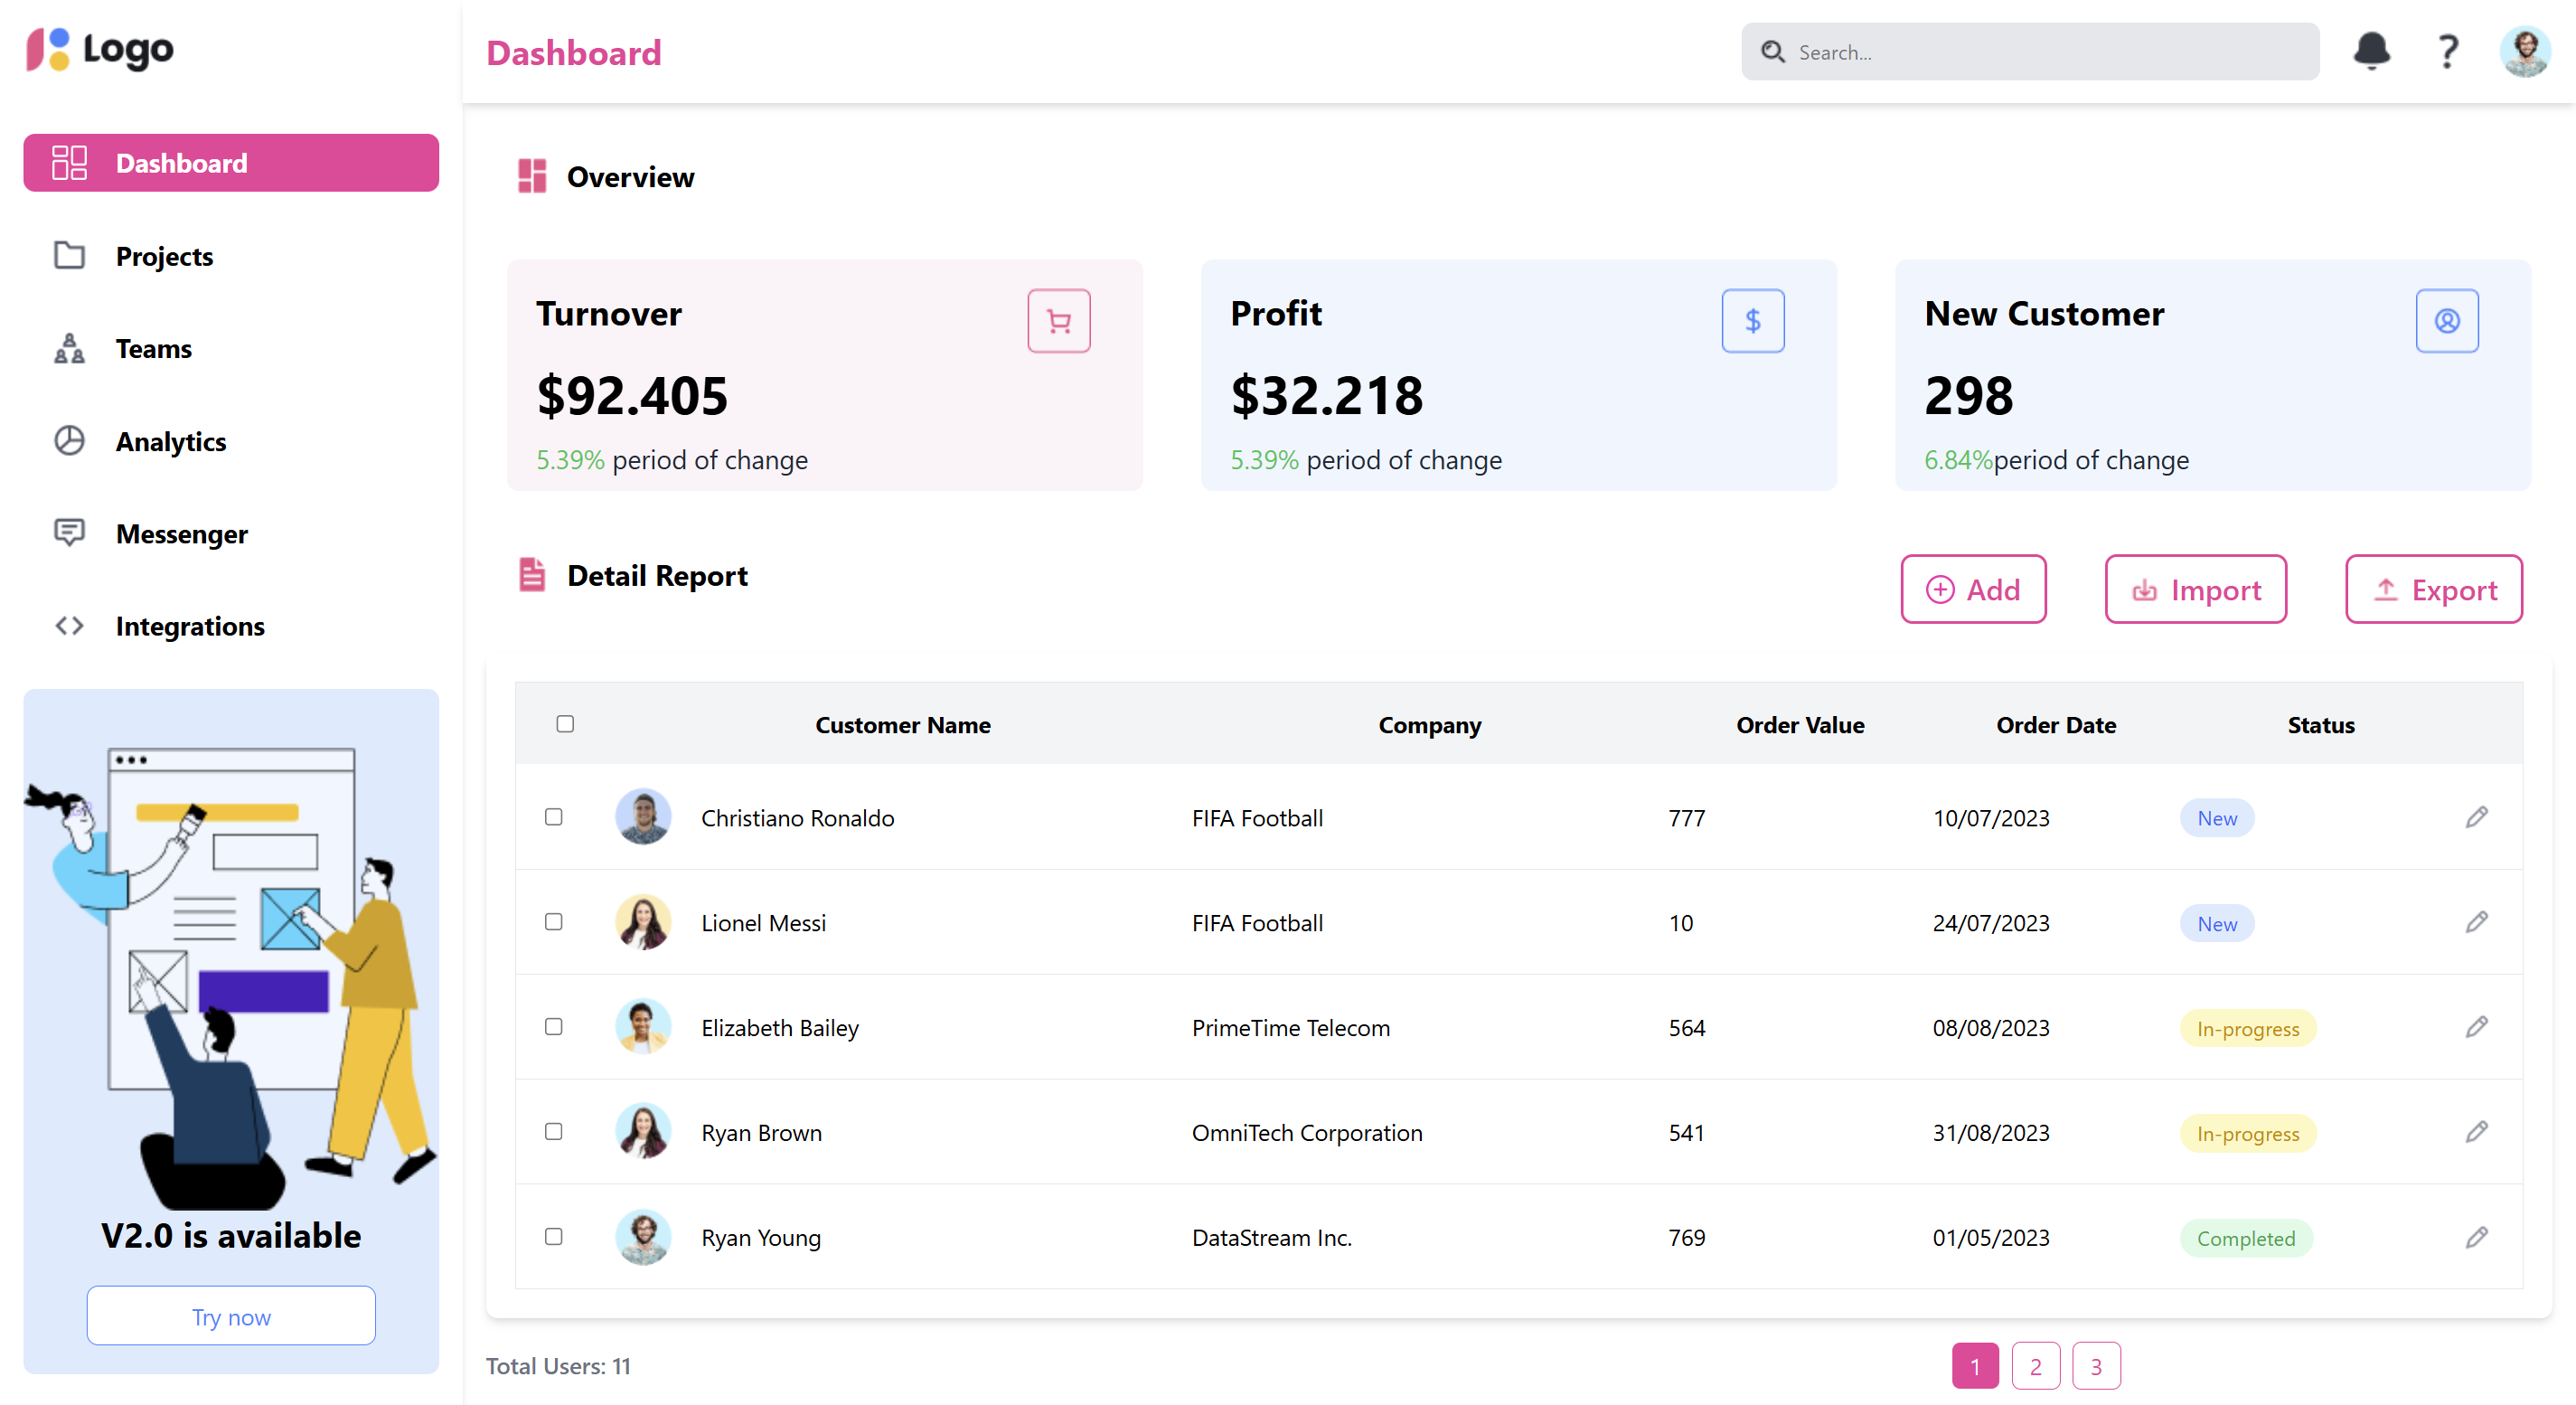 Logo
Dashboard
Search...
Dashboard
Projects
Teams
Analytics
Messenger
Integrations
V2.0 is available
Try now
Overview
Turnover
$92.405
5.39% period of change
Profit
$32.218
5.39% period of change
New Customer
298
6.84%period of change
Detail Report
Add
Import
Export
Customer Name Company Order Value Order Date Status
Christiano Ronaldo FIFA Football 777 10/07/2023 New
Lionel Messi FIFA Football 10 24/07/2023 New
Elizabeth Bailey PrimeTime Telecom 564 08/08/2023 In-progress
Ryan Brown OmniTech Corporation 541 31/08/2023 In-progress
Ryan Young DataStream Inc. 769 01/05/2023 Completed
Total Users: 11
1 2 3